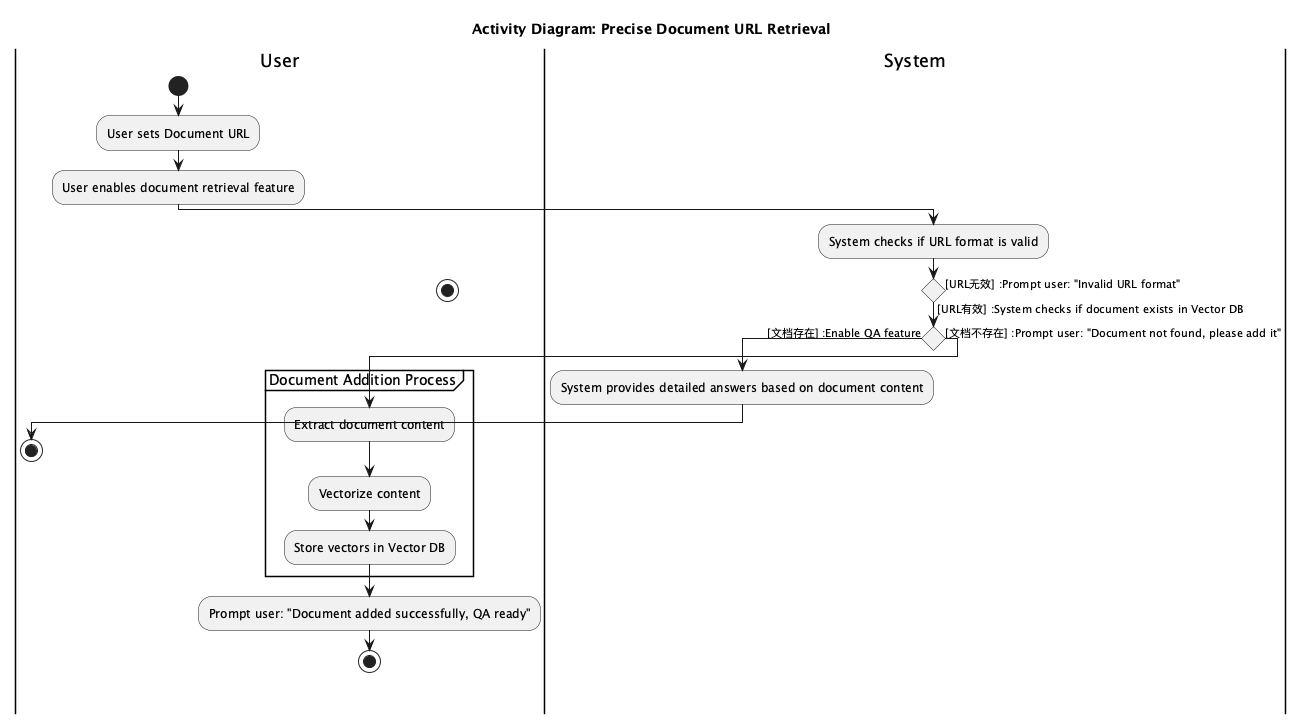 Activity Diagram: Precise Document URL Retrieval
User
System
User sets Document URL
User enables document retrieval feature
System checks if URL format is valid
[URL无效] :Prompt user: "Invalid URL format"
[URL有效] :System checks if document exists in Vector DB
[文档存在] :Enable QA feature
[文档不存在] :Prompt user: "Document not found, please add it"
Document Addition Process
System provides detailed answers based on document content
Extract document content
Vectorize content
Store vectors in Vector DB
Prompt user: "Document added successfully, QA ready"